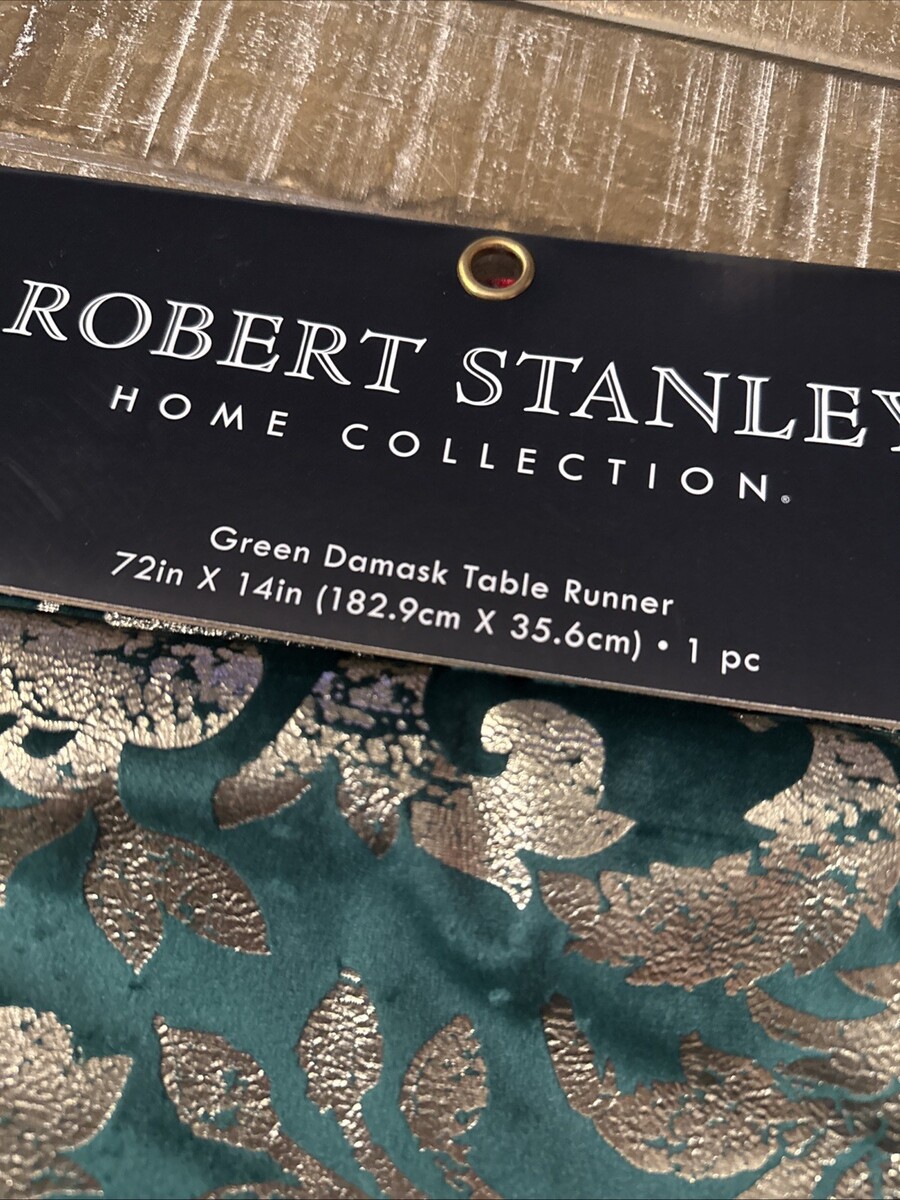 ROBERT STANLEY
HOME COLLECTION®
Green Damask Table Runner
72in X 14in (182.9cm X 35.6cm) • 1 pc